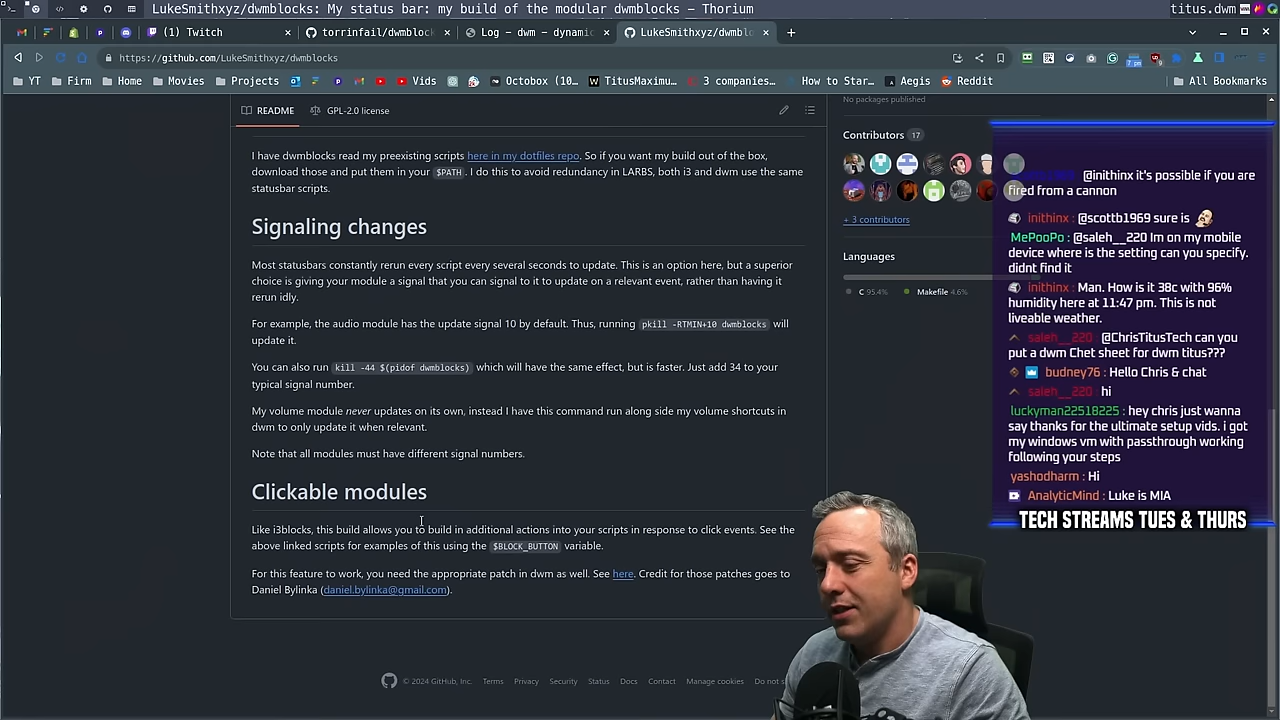 LukeSmithxyz/dwmblocks: My status bar: my build of the modular dwmblocks — Thorium
titus.dwm
(1) Twitch
torrinfail/dwmblock
Log - dwm - dynamic
LukeSmithxyz/dwmblo
https://github.com/LukeSmithxyz/dwmblocks
YT
Firm
Home
Movies
Projects
Vids
Octobox (10…
TitusMaximu…
3 companies…
How to Star…
Aegis
Reddit
All Bookmarks
README
GPL-2.0 license
I have dwmblocks read my preexisting scripts here in my dotfiles repo. So if you want my build out of the box,
download those and put them in your $PATH. I do this to avoid redundancy in LARBS, both i3 and dwm use the same
statusbar scripts.
Signaling changes
Most statusbars constantly rerun every script every several seconds to update. This is an option here, but a superior
choice is giving your module a signal that you can signal to it to update on a relevant event, rather than having it
rerun idly.
For example, the audio module has the update signal 10 by default. Thus, running pkill -RTMIN+10 dwmblocks will
update it.
You can also run kill -44 $(pidof dwmblocks) which will have the same effect, but is faster. Just add 34 to your
typical signal number.
My volume module never updates on its own, instead I have this command run along side my volume shortcuts in
dwm to only update it when relevant.
Note that all modules must have different signal numbers.
Clickable modules
Like i3blocks, this build allows you to build in additional actions into your scripts in response to click events. See the
above linked scripts for examples of this using the $BLOCK_BUTTON variable.
For this feature to work, you need the appropriate patch in dwm as well. See here. Credit for those patches goes to
Daniel Bylinka (daniel.bylinka@gmail.com).
© 2024 GitHub, Inc.
Terms
Privacy
Security
Status
Docs
Contact
Manage cookies
Do not s
No packages published
Contributors 17
+ 3 contributors
Languages
C 95.4%
Makefile 4.6%
@inithinx it's possible if you are
fired from a cannon
inithinx : @scottb1969 sure is
MePooPo : @saleh__220 Im on my mobile
device where is the setting can you specify.
didnt find it
inithinx : Man. How is it 38c with 96%
humidity here at 11:47 pm. This is not
liveable weather.
saleh__220 : @ChrisTitusTech can you
put a dwm Chet sheet for dwm titus???
budney76 : Hello Chris & chat
saleh__220 : hi
luckyman22518225 : hey chris just wanna
say thanks for the ultimate setup vids. i got
my windows vm with passthrough working
following your steps
yashodharm : Hi
AnalyticMind : Luke is MIA
TECH STREAMS TUES & THURS